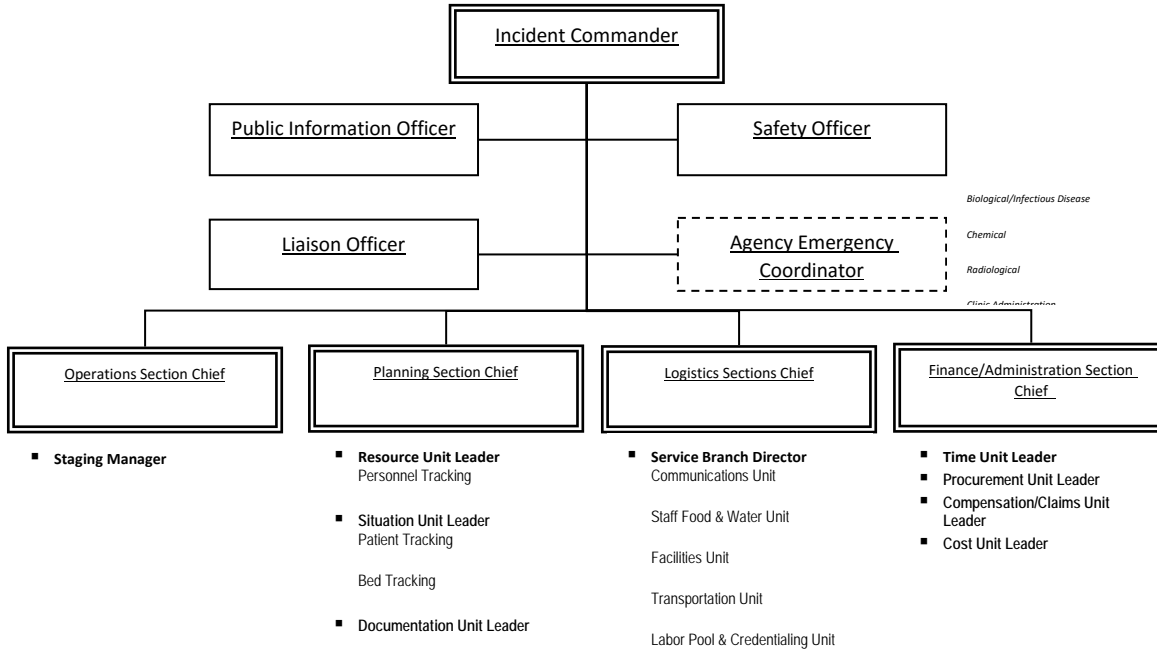 Incident Commander
Public Information Officer
Safety Officer
Biological/Infectious Disease
Chemical
Radiological
Clinic Administration
Liaison Officer
Agency Emergency
Coordinator
Operations Section Chief
Planning Section Chief
Logistics Sections Chief
Finance/Administration Section
Chief
▪ Staging Manager
▪ Resource Unit Leader
Personnel Tracking
▪ Situation Unit Leader
Patient Tracking
Bed Tracking
▪ Documentation Unit Leader
▪ Service Branch Director
Communications Unit
Staff Food & Water Unit
Facilities Unit
Transportation Unit
Labor Pool & Credentialing Unit
▪ Time Unit Leader
▪ Procurement Unit Leader
▪ Compensation/Claims Unit
Leader
▪ Cost Unit Leader